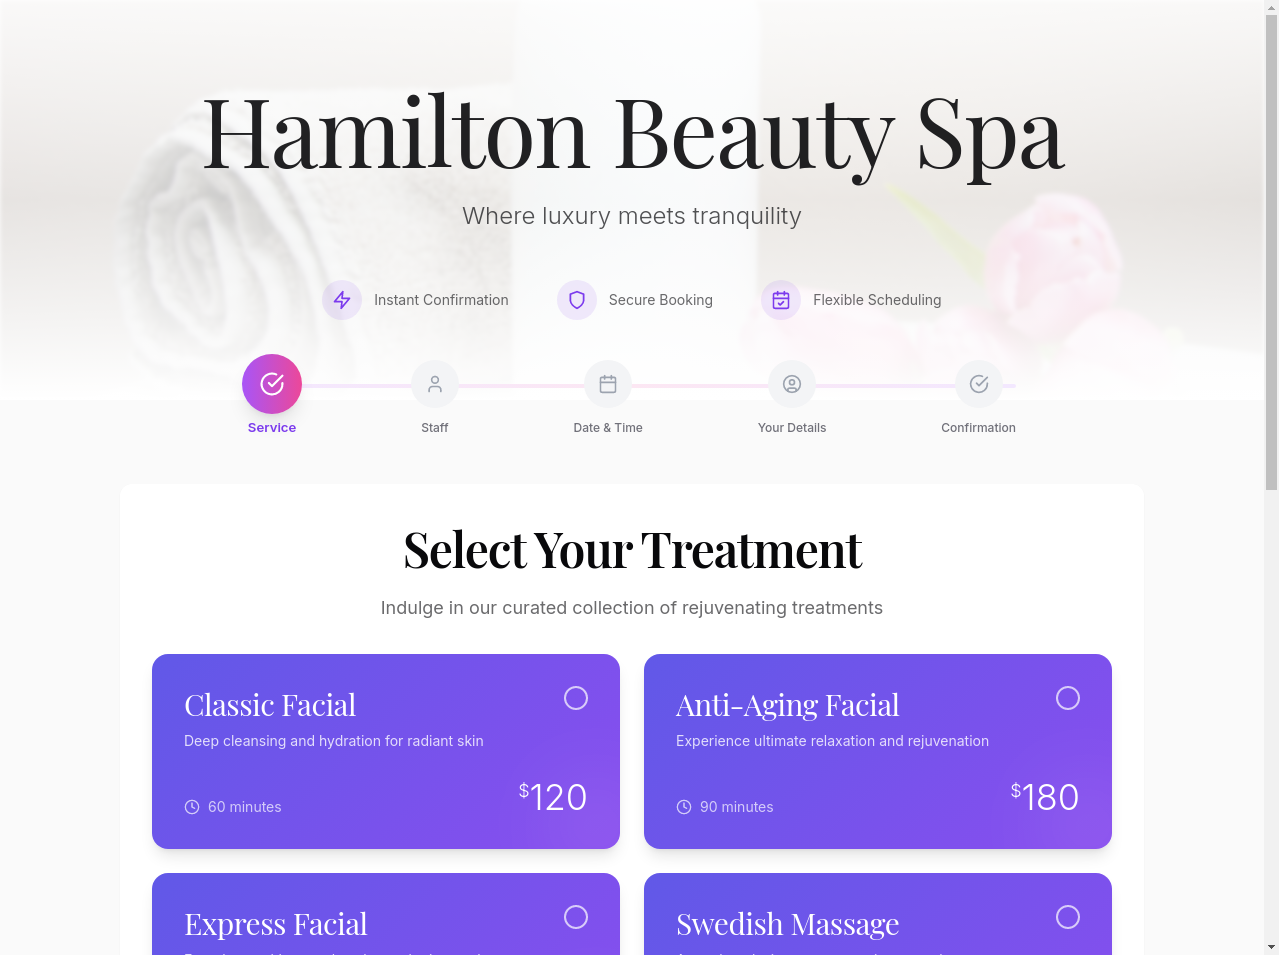 Hamilton Beauty Spa
Where luxury meets tranquility
Instant Confirmation
Secure Booking
Flexible Scheduling
Service
Staff
Date & Time
Your Details
Confirmation
Select Your Treatment
Indulge in our curated collection of rejuvenating treatments
Classic Facial
Deep cleansing and hydration for radiant skin
60 minutes
$120
Anti-Aging Facial
Experience ultimate relaxation and rejuvenation
90 minutes
$180
Express Facial
Swedish Massage